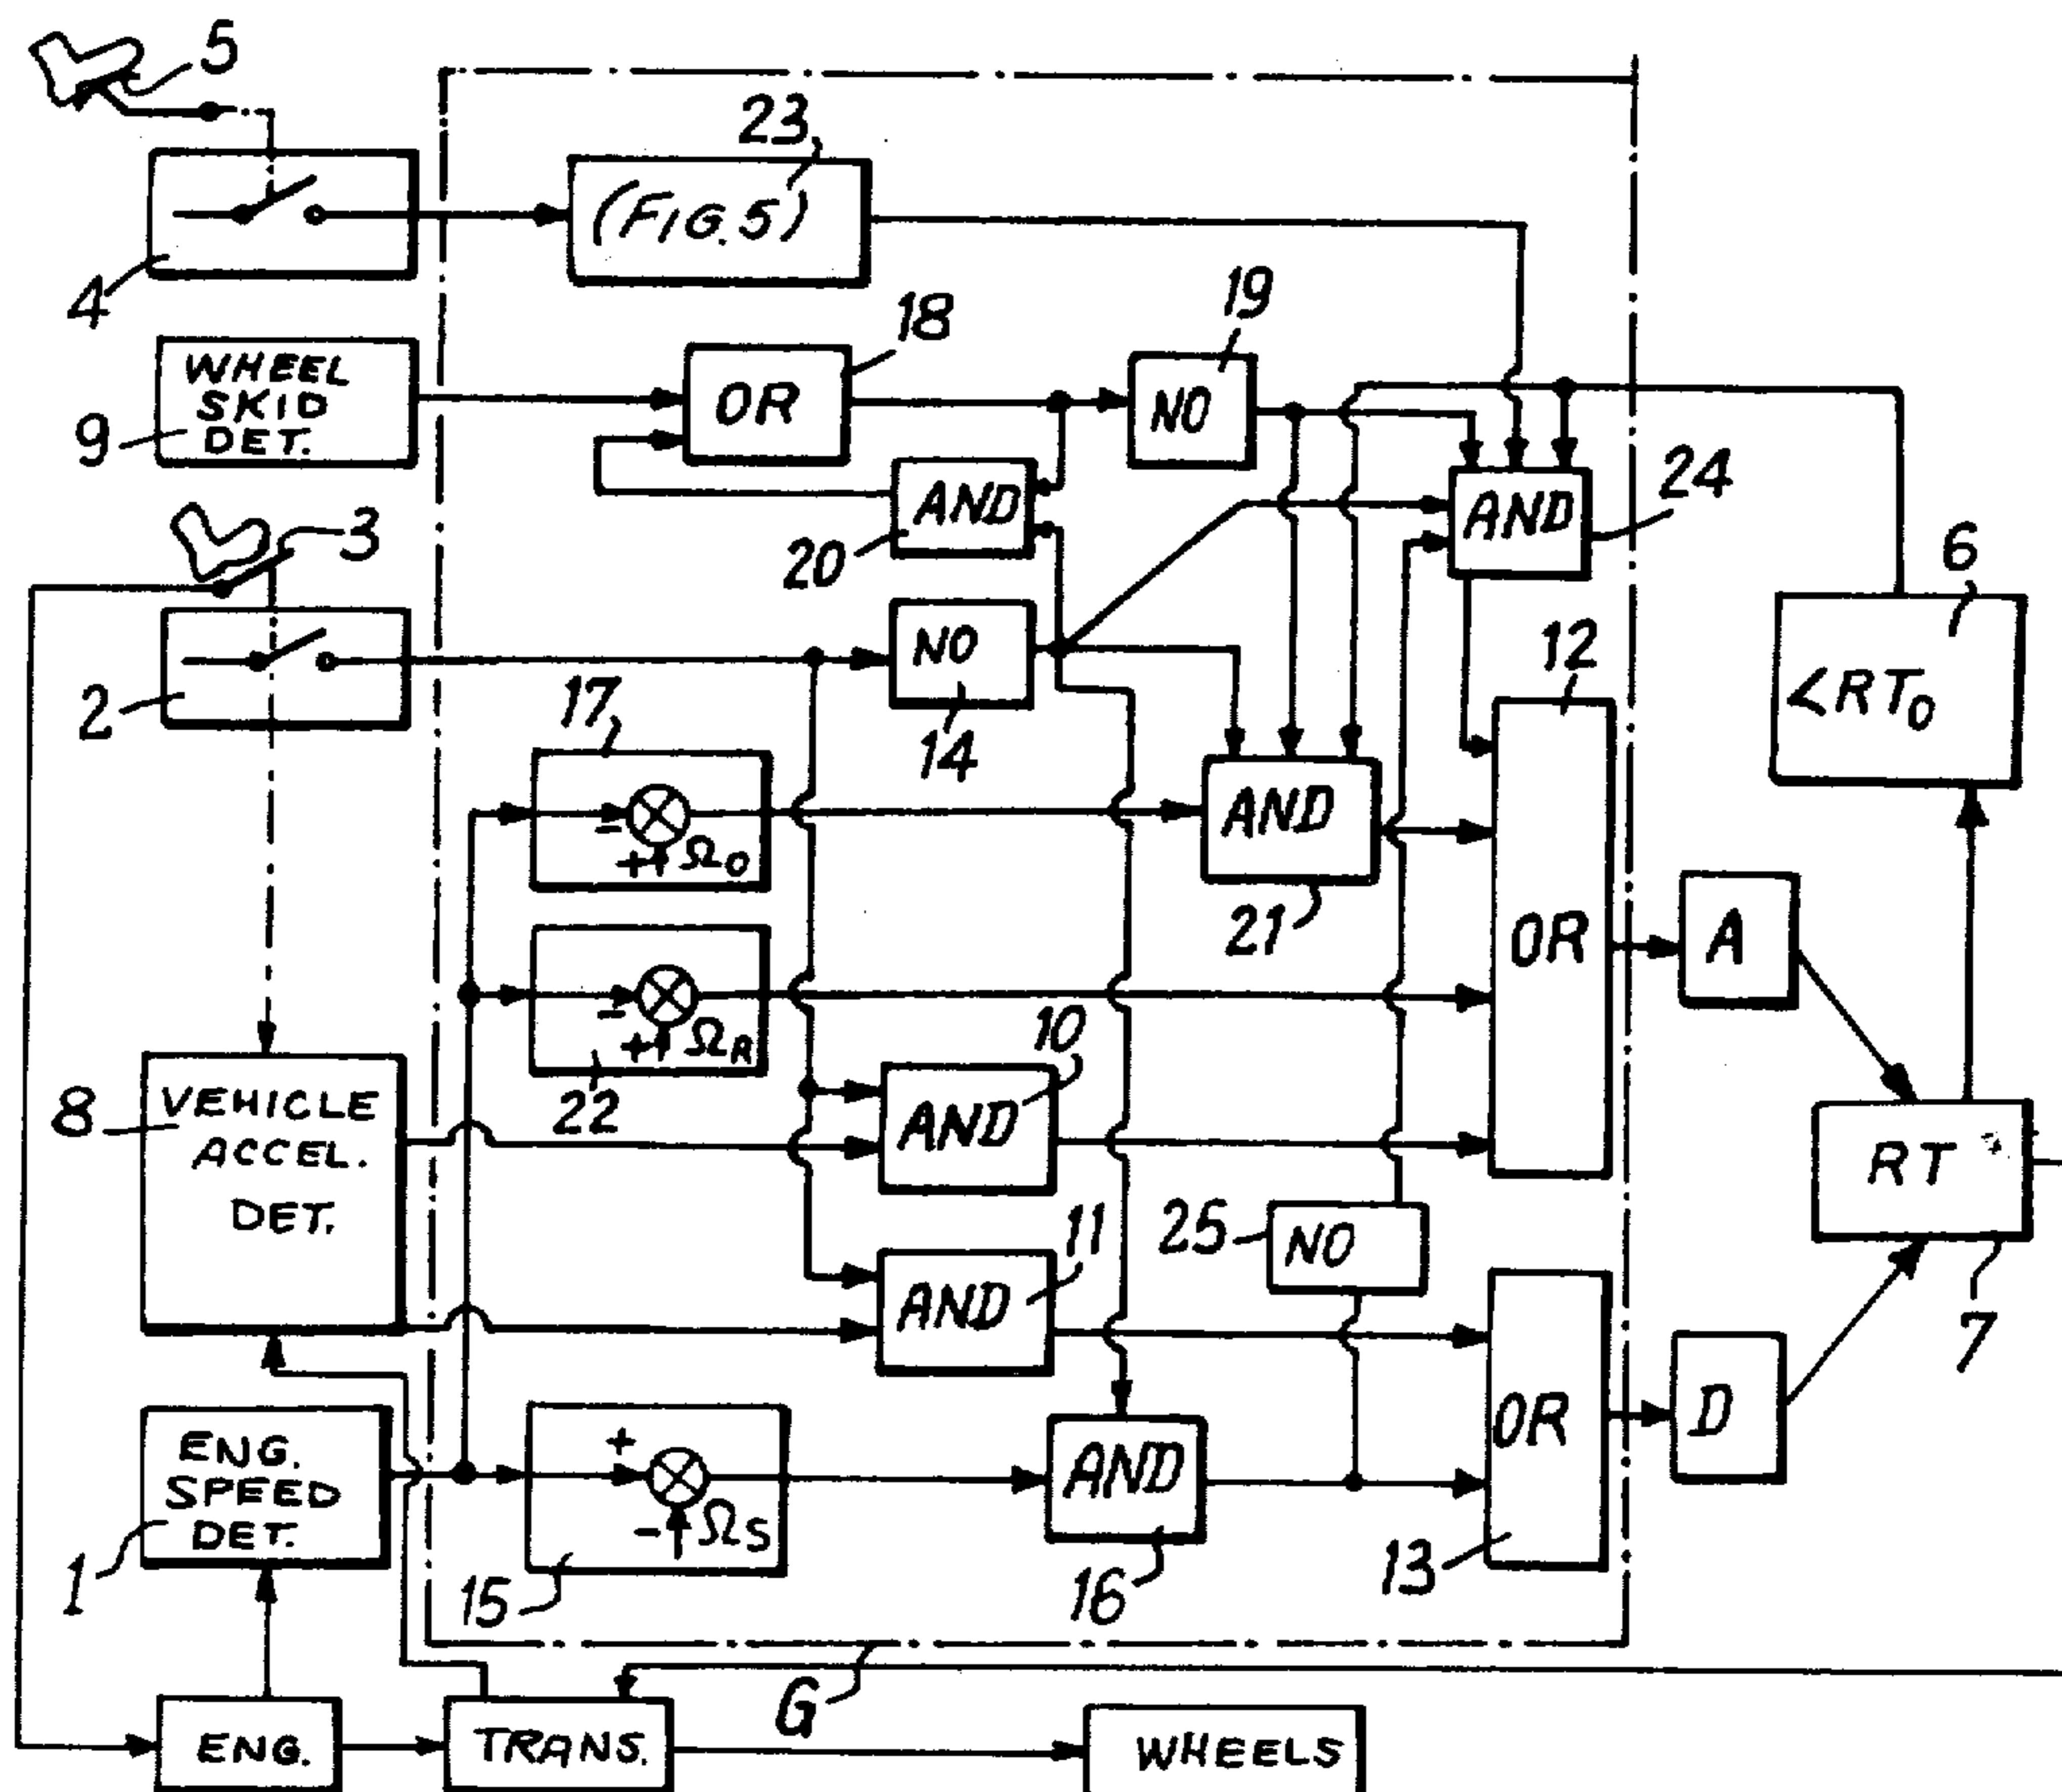 5
23
(FIG. 5)
4
18
19
WHEEL
SKID
DET.
9
OR
NO
24
AND
20
AND
3
6
<RT0
2
NO
14
12
17
- + Ω0
AND
21
OR
A
- + ΩR
22
10
8
VEHICLE
ACCEL.
DET.
AND
RT
7
25
NO
11
AND
ENG.
SPEED
DET.
1
+
- ΩS
15
AND
16
OR
13
D
G
ENG.
TRANS.
WHEELS